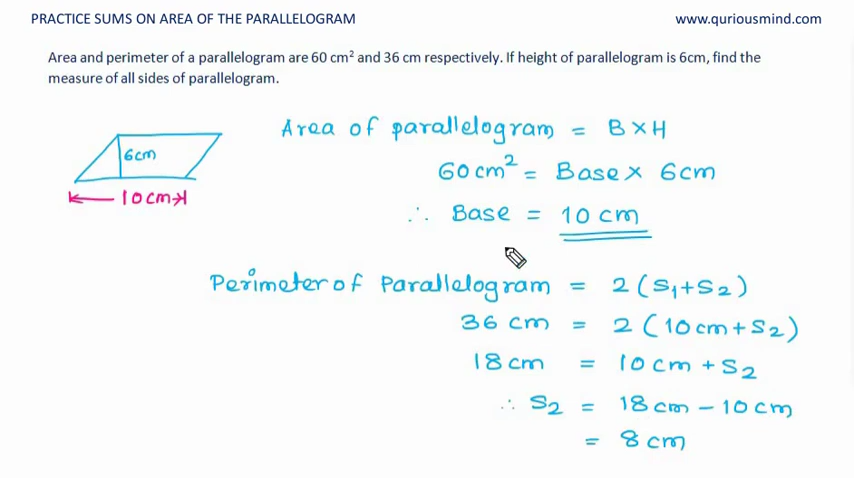 PRACTICE SUMS ON AREA OF THE PARALLELOGRAM www.quriousmind.com
Area and perimeter of a parallelogram are 60 cm² and 36 cm respectively. If height of parallelogram is 6cm, find the
measure of all sides of parallelogram.
Area of parallelogram = B × H
6cm
60 cm² = Base × 6cm
10cm
∴ Base = 10 cm
Perimeter of Parallelogram = 2 (S₁+S₂)
36 cm = 2 (10cm+S₂)
18cm = 10cm + S₂
∴ S₂ = 18cm – 10cm
= 8cm